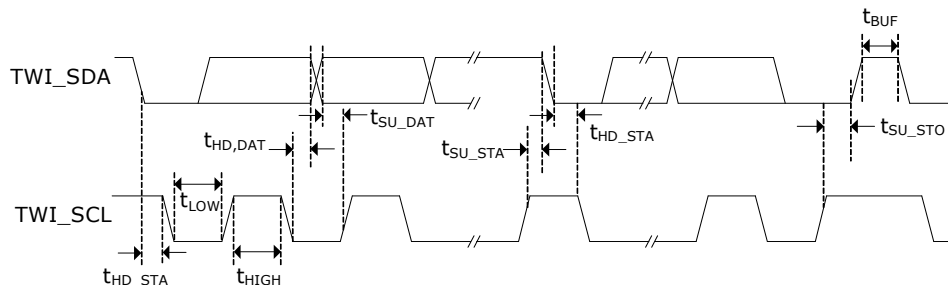 tBUF
TWI_SDA
tSU_DAT
tHD,DAT
tSU_STA
tHD_STA
tSU_STO
tLOW
TWI_SCL
tHD_STA
tHIGH